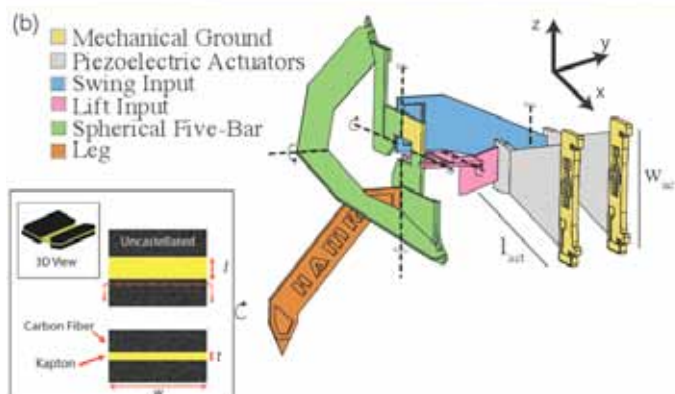 (b)
Mechanical Ground
Piezoelectric Actuators
Swing Input
Lift Input
Spherical Five-Bar
Leg
z
y
x
HAMR
l_act
3D View
Uncastellated
Carbon Fiber
Kapton
t